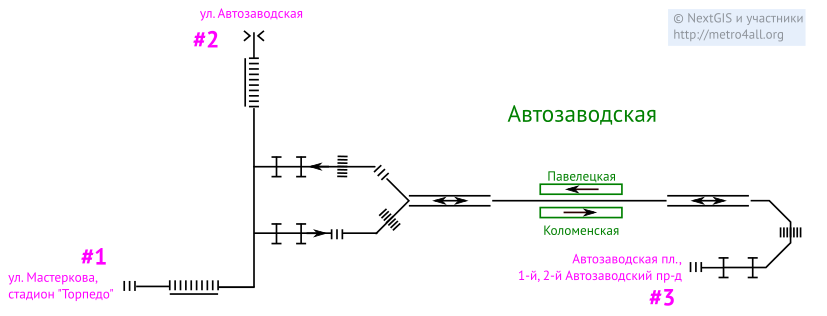 ул. Автозаводская
#2
© NextGIS и участники
http://metro4all.org
Автозаводская
Павелецкая
Коломенская
#1
ул. Мастеркова,
стадион "Торпедо"
Автозаводская пл.,
1-й, 2-й Автозаводский пр-д
#3